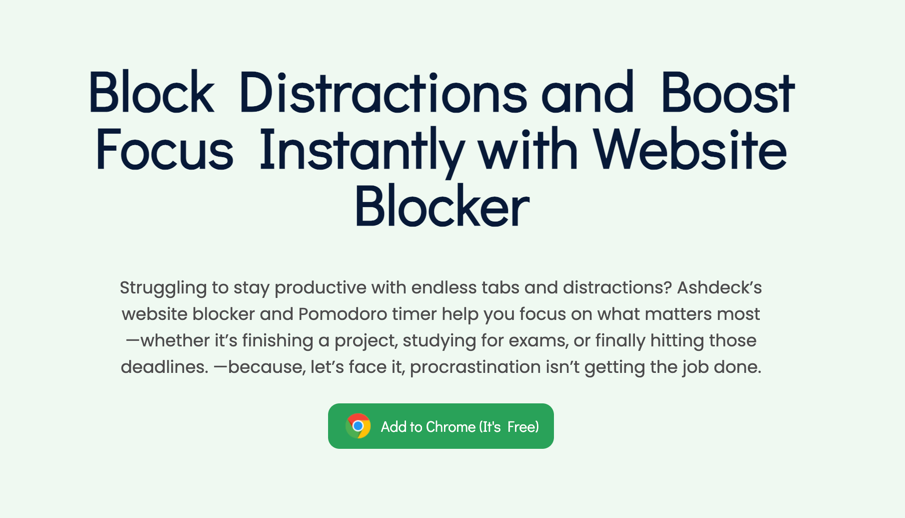 Block Distractions and Boost
Focus Instantly with Website
Blocker
Struggling to stay productive with endless tabs and distractions? Ashdeck’s
website blocker and Pomodoro timer help you focus on what matters most
—whether it’s finishing a project, studying for exams, or finally hitting those
deadlines. —because, let’s face it, procrastination isn’t getting the job done.
Add to Chrome (It's Free)